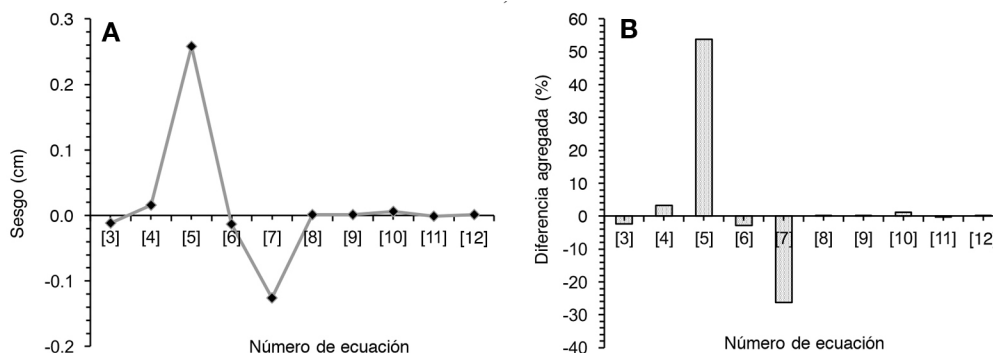 A
Sesgo (cm)
0.3
0.2
0.1
0.0
-0.1
-0.2
[3] [4] [5] [6] [7] [8] [9] [10] [11] [12]
Número de ecuación
B
Diferencia agregada (%)
60
50
40
30
20
10
0
-10
-20
-30
-40
[3] [4] [5] [6] [7] [8] [9] [10] [11] [12
Número de ecuación